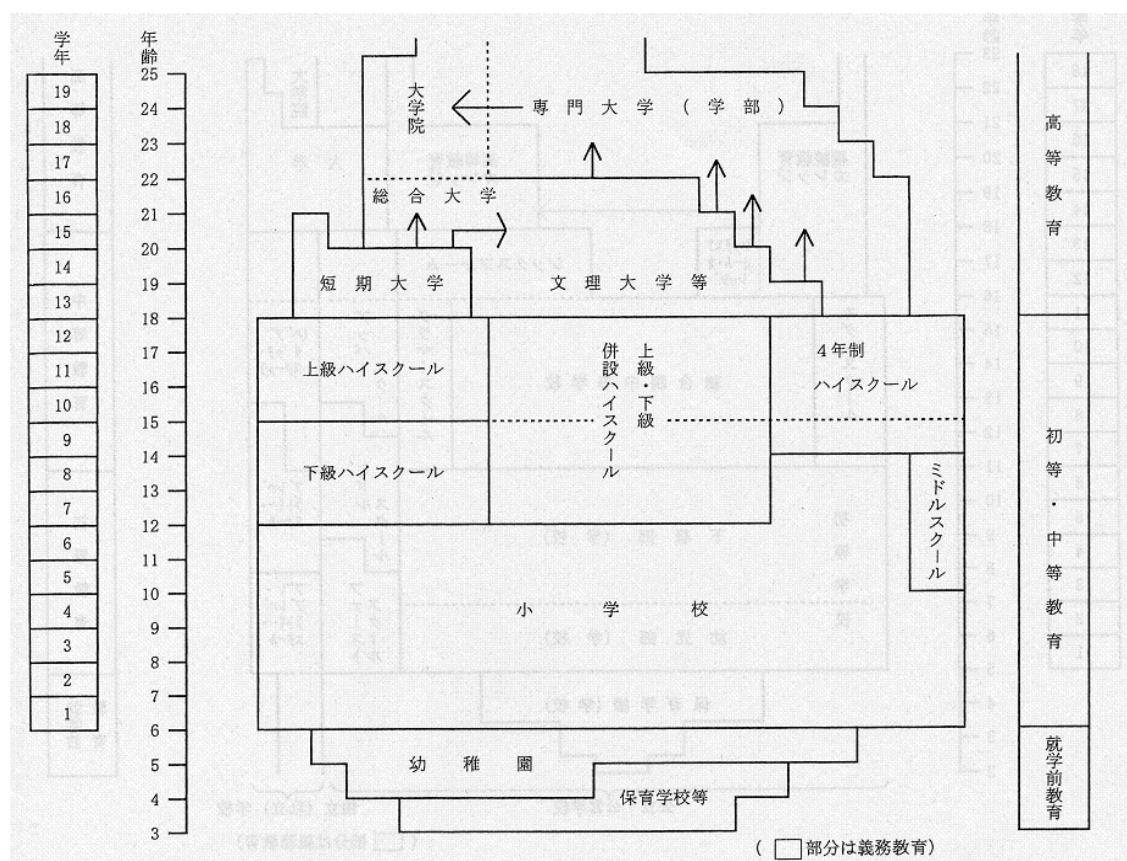 学年
年齢
25
24
23
22
21
20
19
18
17
16
15
14
13
12
11
10
9
8
7
6
5
4
3
19
18
17
16
15
14
13
12
11
10
9
8
7
6
5
4
3
2
1
大学院
専門大学(学部)
総合大学
短期大学
文理大学等
上級ハイスクール
上級・下級
併設ハイスクール
4年制
ハイスクール
下級ハイスクール
ミドルスクール
小学校
幼稚園
保育学校等
高等教育
初等・中等教育
就学前教育
(□部分は義務教育)